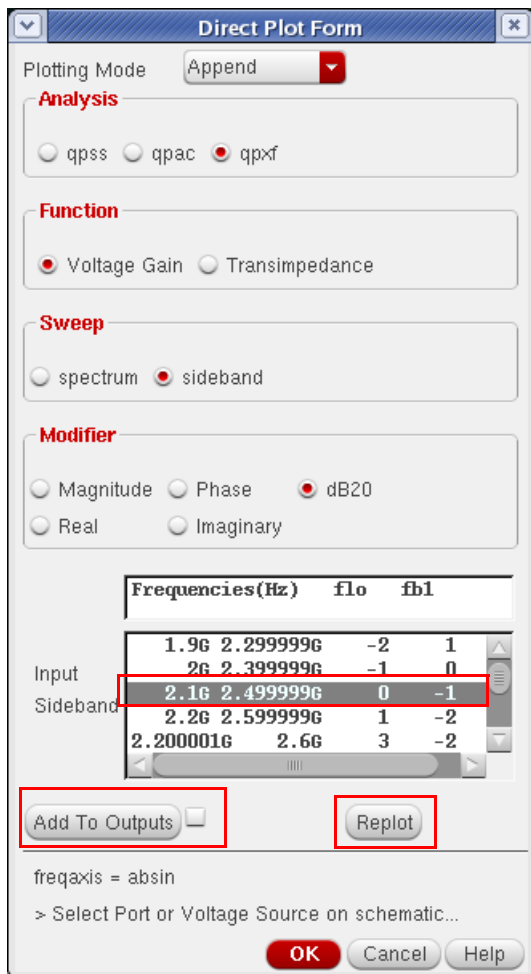 Direct Plot Form
Plotting Mode Append
Analysis
qpss qpac qpxf
Function
Voltage Gain Transimpedance
Sweep
spectrum sideband
Modifier
Magnitude Phase dB20
Real Imaginary
Frequencies(Hz) flo fb1
Input
Sideband
1.9G 2.299999G -2 1
2G 2.399999G -1 0
2.1G 2.499999G 0 -1
2.2G 2.599999G 1 -2
2.200001G 2.6G 3 -2
Add To Outputs Replot
freqaxis = absin
> Select Port or Voltage Source on schematic...
OK Cancel Help